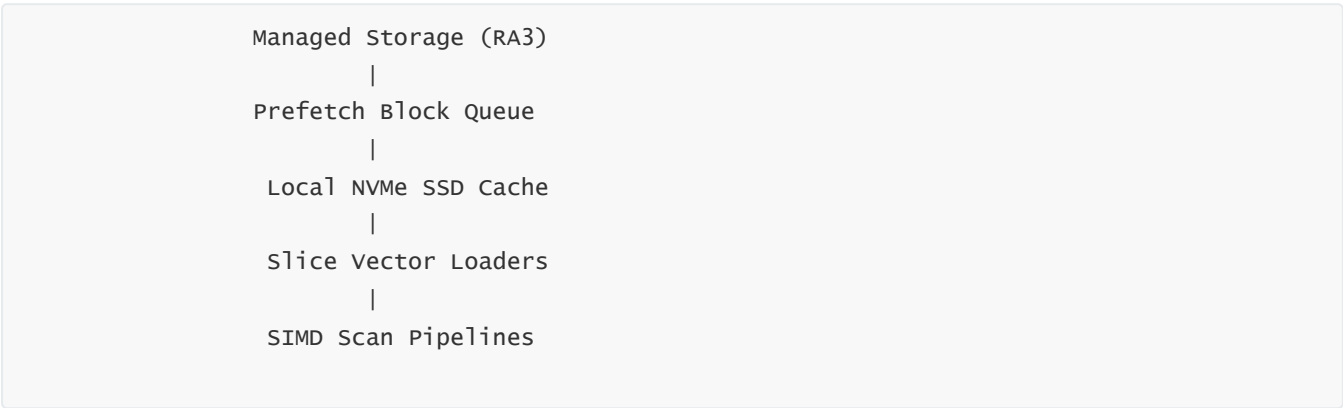 Managed Storage (RA3)
|
Prefetch Block Queue
|
Local NVMe SSD Cache
|
Slice Vector Loaders
|
SIMD Scan Pipelines